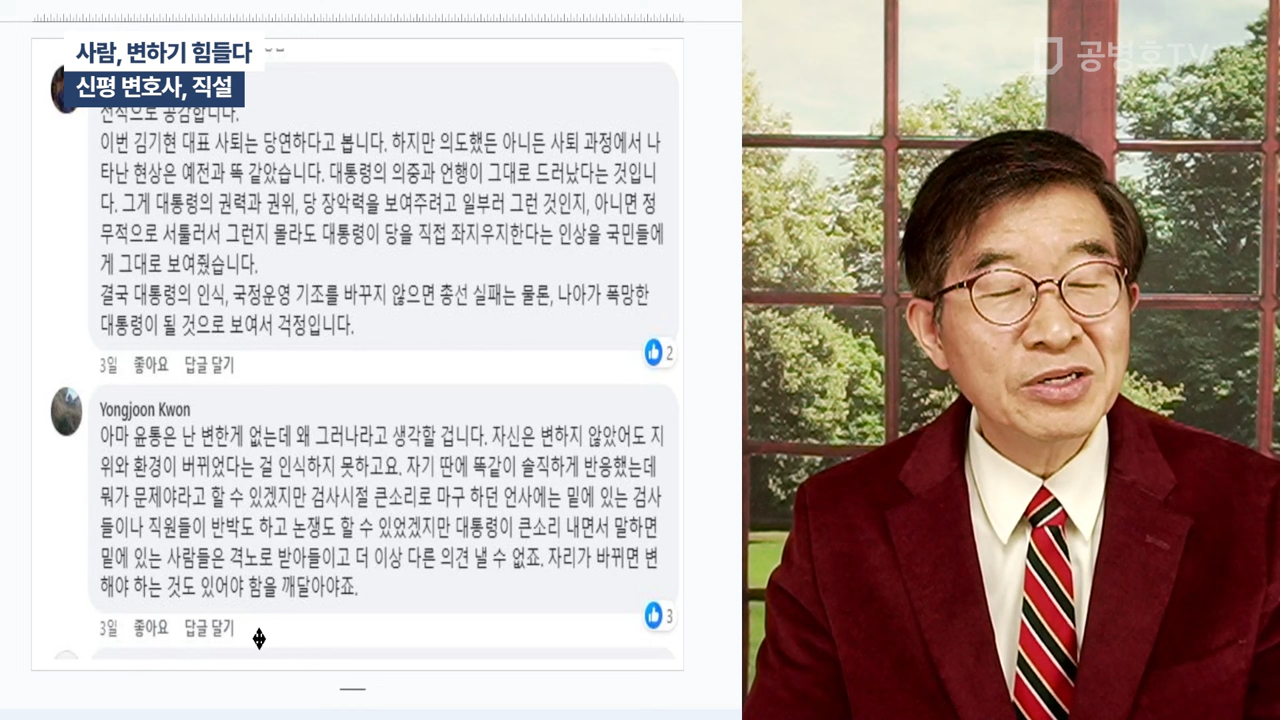 사람, 변하기 힘들다
신평 변호사, 직설
공병호TV
전적으로 공감합니다.
이번 김기현 대표 사퇴는 당연하다고 봅니다. 하지만 의도했든 아니든 사퇴 과정에서 나
타난 현상은 예전과 똑 같았습니다. 대통령의 의중과 언행이 그대로 드러났다는 것입니
다. 그게 대통령의 권력과 권위, 당 장악력을 보여주려고 일부러 그런 것인지, 아니면 정
무적으로 서툴러서 그런지 몰라도 대통령이 당을 직접 좌지우지한다는 인상을 국민들에
게 그대로 보여줬습니다.
결국 대통령의 인식, 국정운영 기조를 바꾸지 않으면 총선 실패는 물론, 나아가 폭망한
대통령이 될 것으로 보여서 걱정입니다.
3일 좋아요 답글 달기 2
Yongjoon Kwon
아마 윤통은 난 변한게 없는데 왜 그러나라고 생각할 겁니다. 자신은 변하지 않았어도 지
위와 환경이 버뀌었다는 걸 인식하지 못하고요. 자기 딴에 똑같이 솔직하게 반응했는데
뭐가 문제야라고 할 수 있겠지만 검사시절 큰소리로 마구 하던 언사에는 밑에 있는 검사
들이나 직원들이 반박도 하고 논쟁도 할 수 있었겠지만 대통령이 큰소리 내면서 말하면
밑에 있는 사람들은 격노로 받아들이고 더 이상 다른 의견 낼 수 없죠. 자리가 바뀌면 변
해야 하는 것도 있어야 함을 깨달아야죠.
3일 좋아요 답글 달기 3